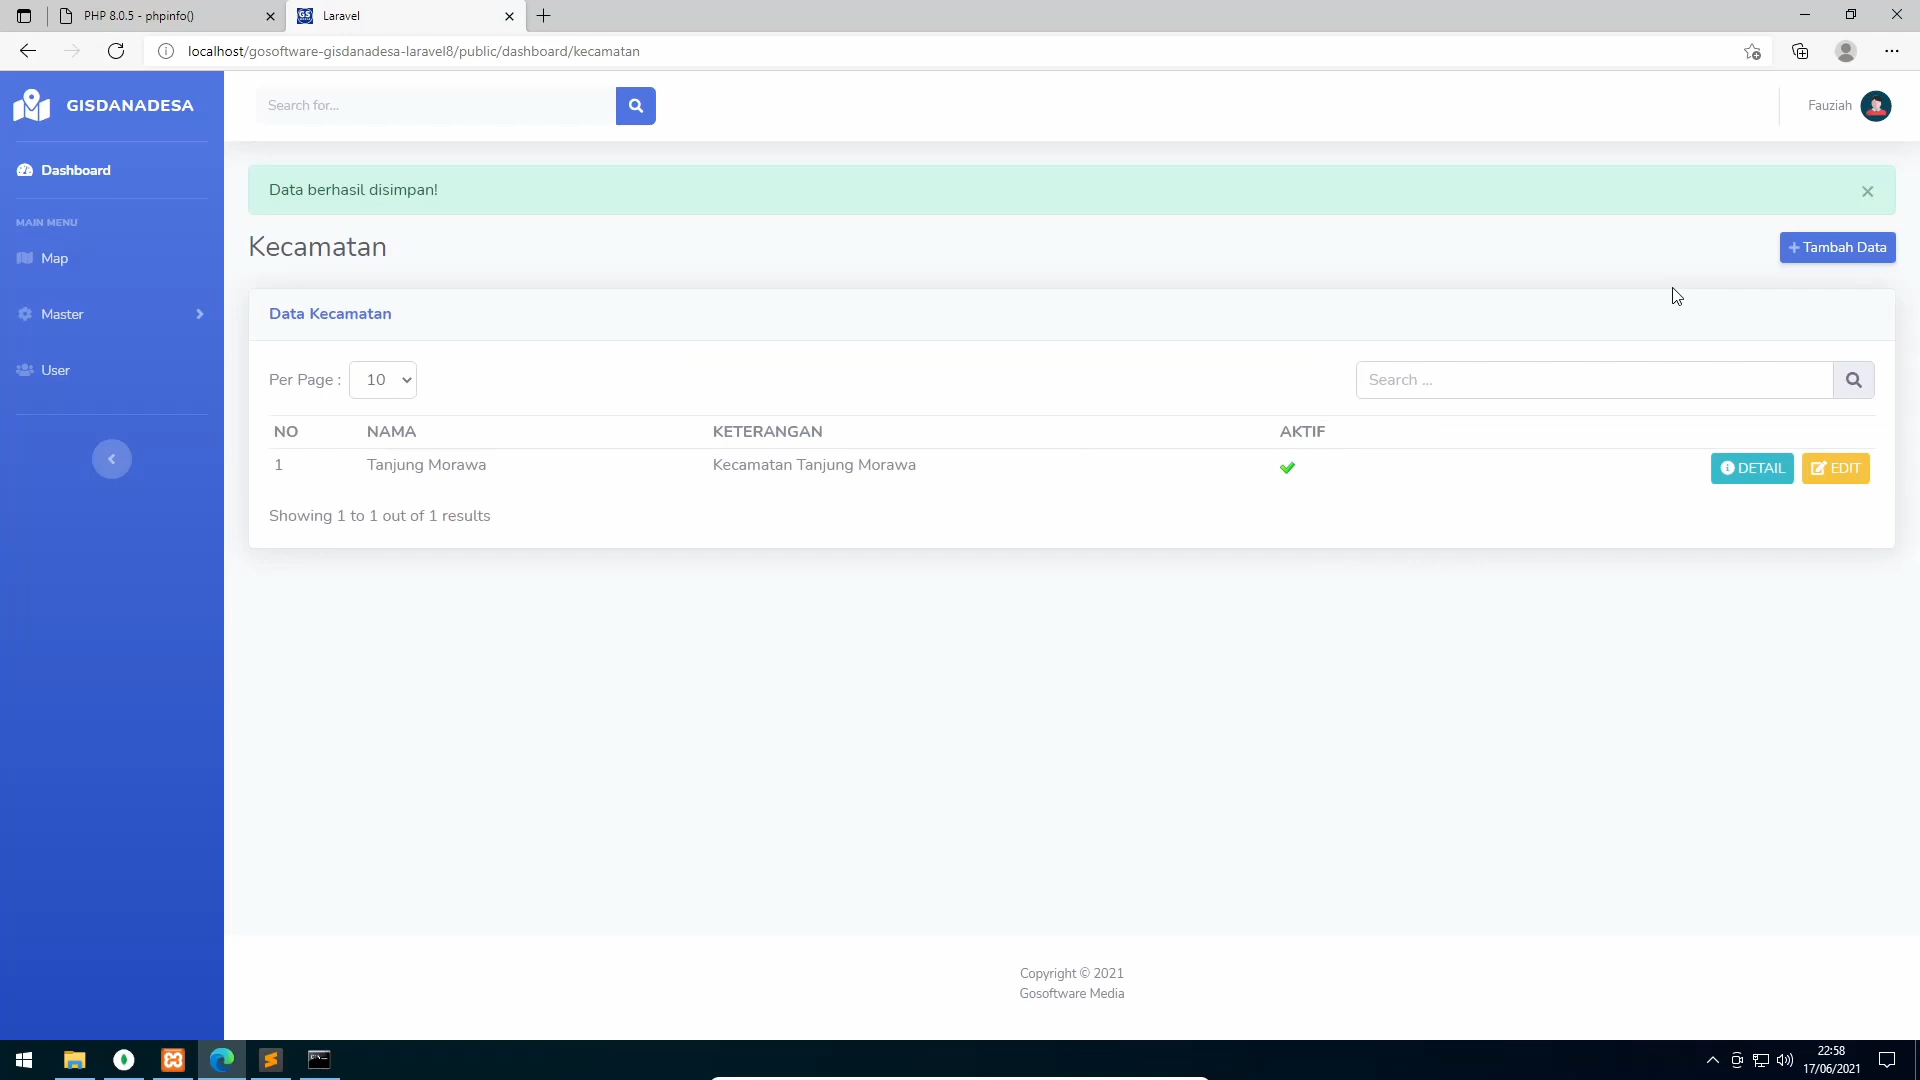 PHP 8.0.5 - phpinfo()
Laravel
localhost/gosoftware-gisdanadesa-laravel8/public/dashboard/kecamatan
GISDANADESA
Search for...
Fauziah
Dashboard
MAIN MENU
Map
Master
User
Data berhasil disimpan!
Kecamatan
+ Tambah Data
Data Kecamatan
Per Page : 10
Search ...
NO NAMA KETERANGAN AKTIF
1 Tanjung Morawa Kecamatan Tanjung Morawa DETAIL EDIT
Showing 1 to 1 out of 1 results
Copyright © 2021
Gosoftware Media
22:58
17/06/2021